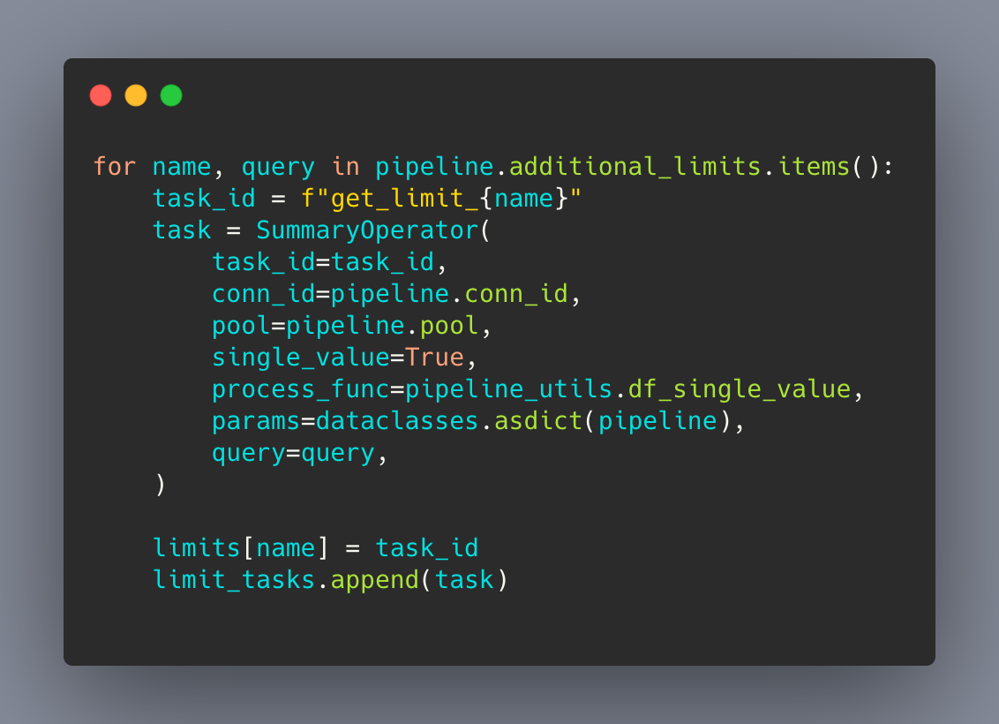 for name, query in pipeline.additional_limits.items():
    task_id = f"get_limit_{name}"
    task = SummaryOperator(
        task_id=task_id,
        conn_id=pipeline.conn_id,
        pool=pipeline.pool,
        single_value=True,
        process_func=pipeline_utils.df_single_value,
        params=dataclasses.asdict(pipeline),
        query=query,
    )

    limits[name] = task_id
    limit_tasks.append(task)